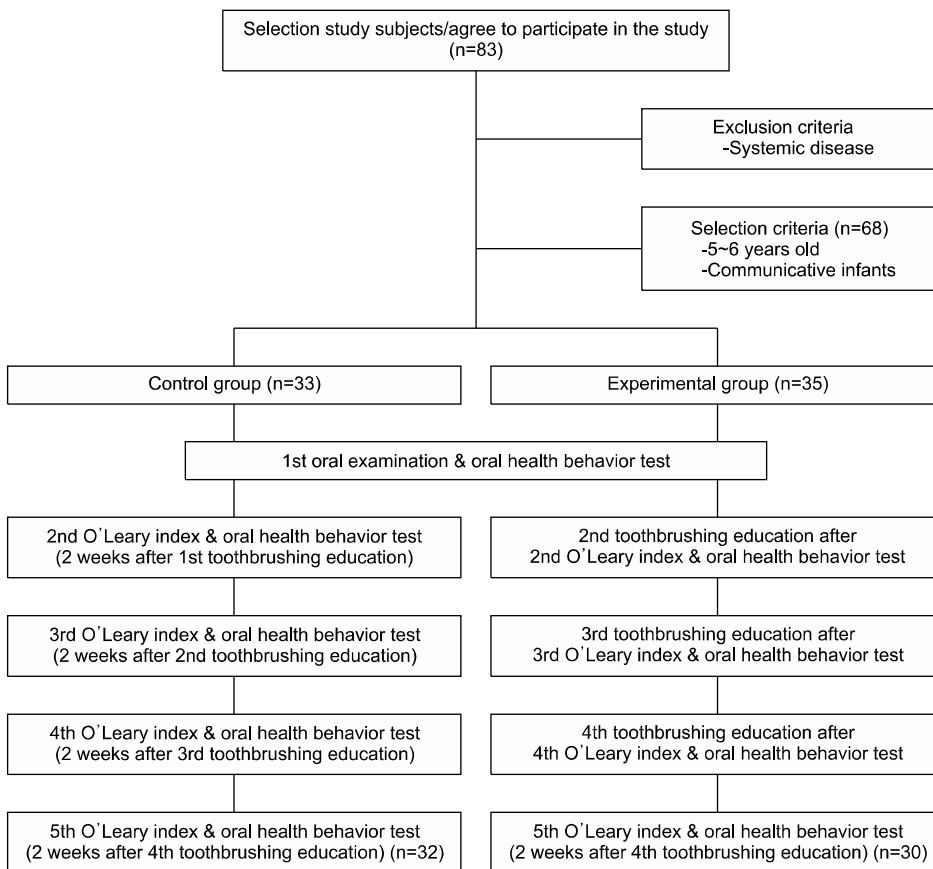 Selection study subjects/agree to participate in the study
(n=83)
Exclusion criteria
-Systemic disease
Selection criteria (n=68)
-5~6 years old
-Communicative infants
Control group (n=33)
Experimental group (n=35)
1st oral examination & oral health behavior test
2nd O'Leary index & oral health behavior test
(2 weeks after 1st toothbrushing education)
2nd toothbrushing education after
2nd O'Leary index & oral health behavior test
3rd O'Leary index & oral health behavior test
(2 weeks after 2nd toothbrushing education)
3rd toothbrushing education after
3rd O'Leary index & oral health behavior test
4th O'Leary index & oral health behavior test
(2 weeks after 3rd toothbrushing education)
4th toothbrushing education after
4th O'Leary index & oral health behavior test
5th O'Leary index & oral health behavior test
(2 weeks after 4th toothbrushing education) (n=32)
5th O'Leary index & oral health behavior test
(2 weeks after 4th toothbrushing education) (n=30)